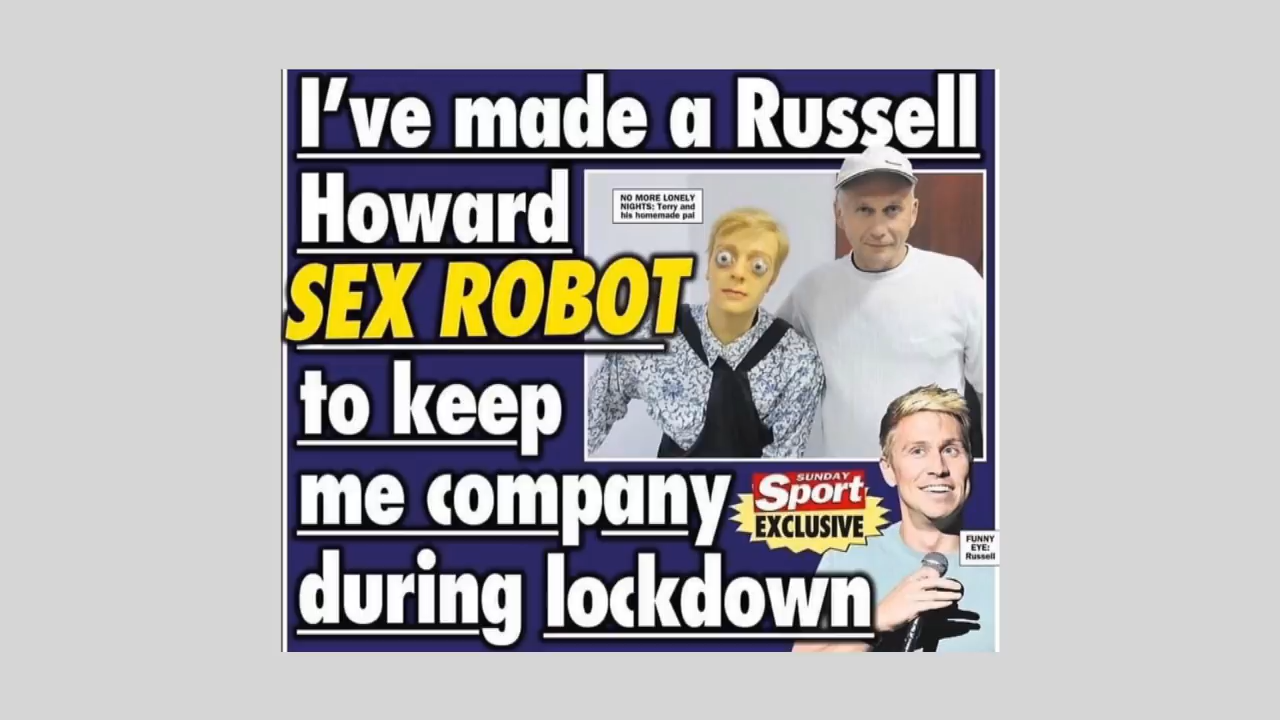 I've made a Russell
Howard
SEX ROBOT
to keep
me company
during lockdown
NO MORE LONELY
NIGHTS: Terry and
his homemade pal
SUNDAY
Sport
EXCLUSIVE
FUNNY
EYE:
Russell